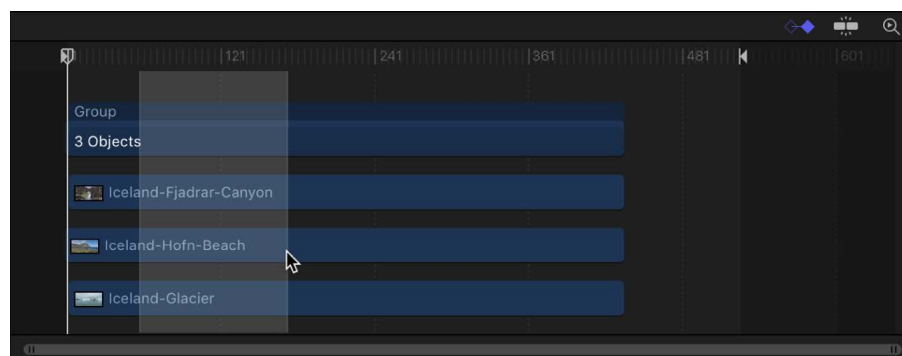 121 241 361 481 601
Group
3 Objects
Iceland-Fjadrar-Canyon
Iceland-Hofn-Beach
Iceland-Glacier